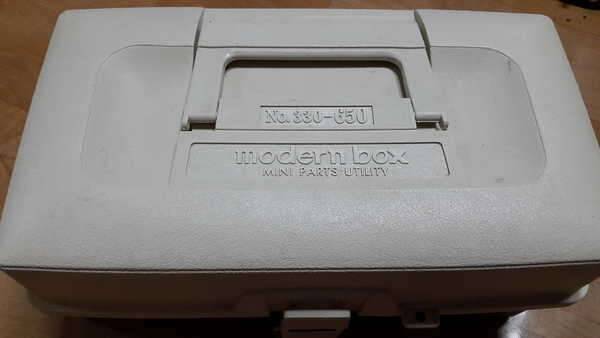 No. 330-650
modern box
MINI PARTS UTILITY